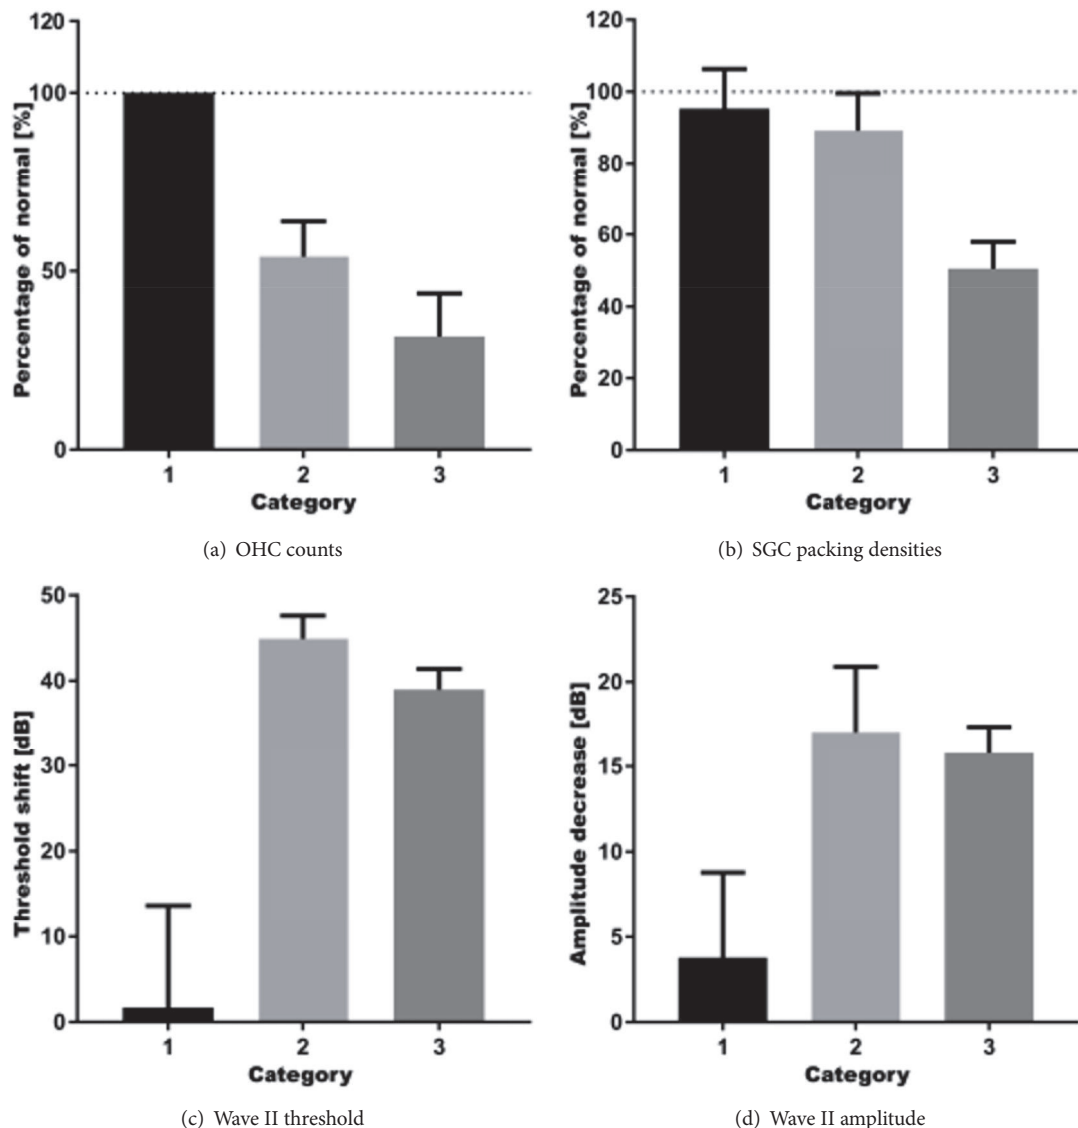 120
100
50
0
Percentage of normal [%]
1 2 3
Category
(a) OHC counts
120
100
80
60
40
20
0
Percentage of normal [%]
1 2 3
Category
(b) SGC packing densities
50
40
30
20
10
0
Threshold shift [dB]
1 2 3
Category
(c) Wave II threshold
25
20
15
10
5
0
Amplitude decrease [dB]
1 2 3
Category
(d) Wave II amplitude